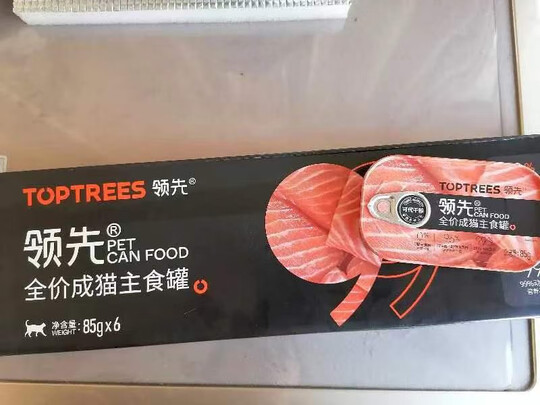 TOPTREES 领先®
领先®
PET
CAN FOOD
全价成猫主食罐
净含量:
WEIGHT:
85g x 6
TOPTREES 领先
领先®
PET
CAN FOOD
全价成猫主食罐